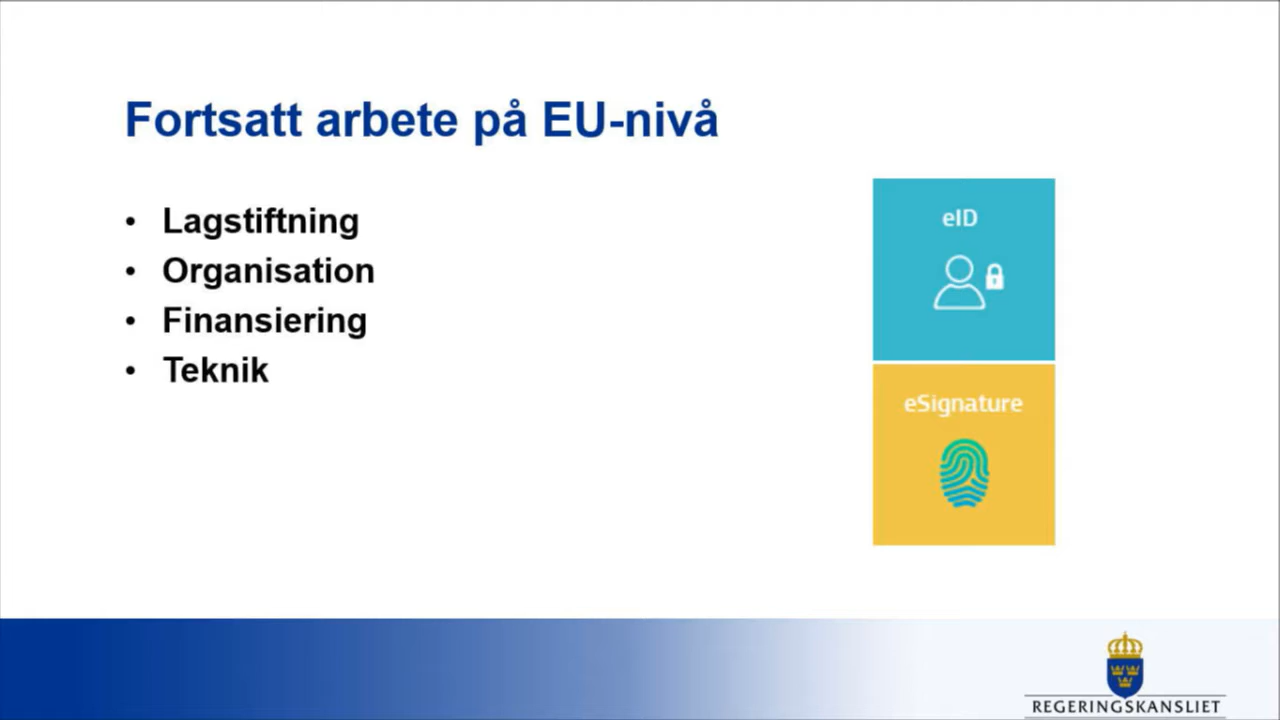 Fortsatt arbete på EU-nivå
• Lagstiftning
• Organisation
• Finansiering
• Teknik
eID
eSignature
REGERINGSKANSLIET